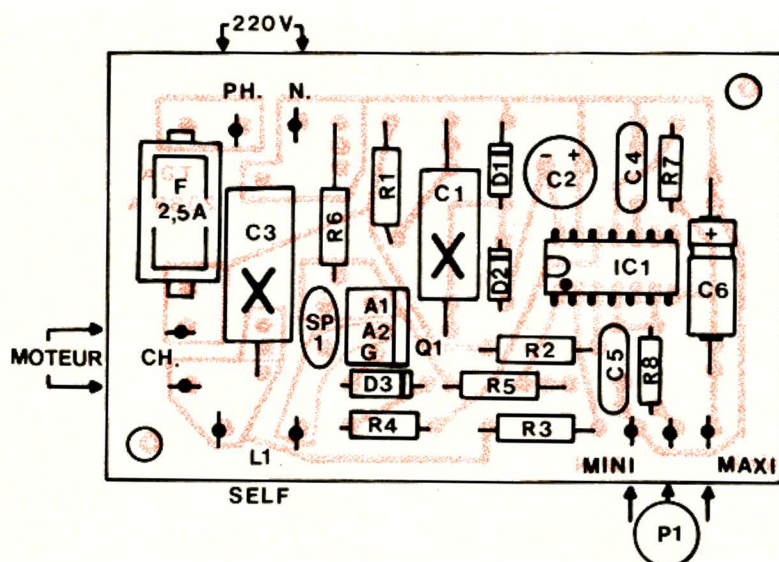 220V
PH. N.
F
2,5A
C3
R6
R1
C1
D1
- +
C2
C4
R7
D2
IC1
+
C6
SP
1
A1
A2
G
Q1
MOTEUR
CH.
R2
C5
R8
D3
R5
R4
R3
L1
MINI
MAXI
SELF
P1